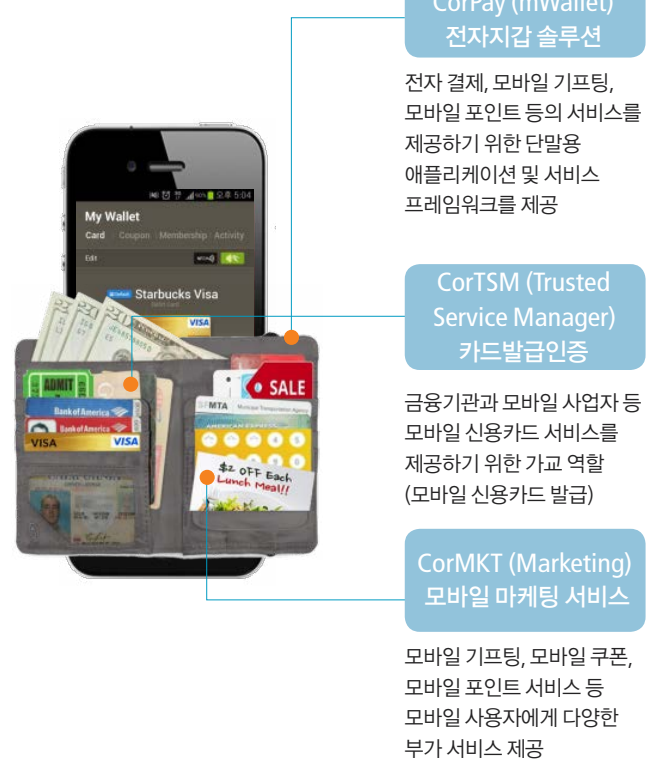 CorPay (mWallet)
전자지갑 솔루션
전자 결제, 모바일 기프팅,
모바일 포인트 등의 서비스를
제공하기 위한 단말용
애플리케이션 및 서비스
프레임워크를 제공
오후 5:04
My Wallet
Card Coupon Membership Activity
Edit
Starbucks Visa
VISA
ADMIT
Bank of America
Bank of America
VISA VISA
SALE
SFMTA Municipal Transportation Agency
AMERICAN EXPRESS
$2 OFF Each
Lunch Meal!!
CorTSM (Trusted
Service Manager)
카드발급인증
금융기관과 모바일 사업자 등
모바일 신용카드 서비스를
제공하기 위한 가교 역할
(모바일 신용카드 발급)
CorMKT (Marketing)
모바일 마케팅 서비스
모바일 기프팅, 모바일 쿠폰,
모바일 포인트 서비스 등
모바일 사용자에게 다양한
부가 서비스 제공